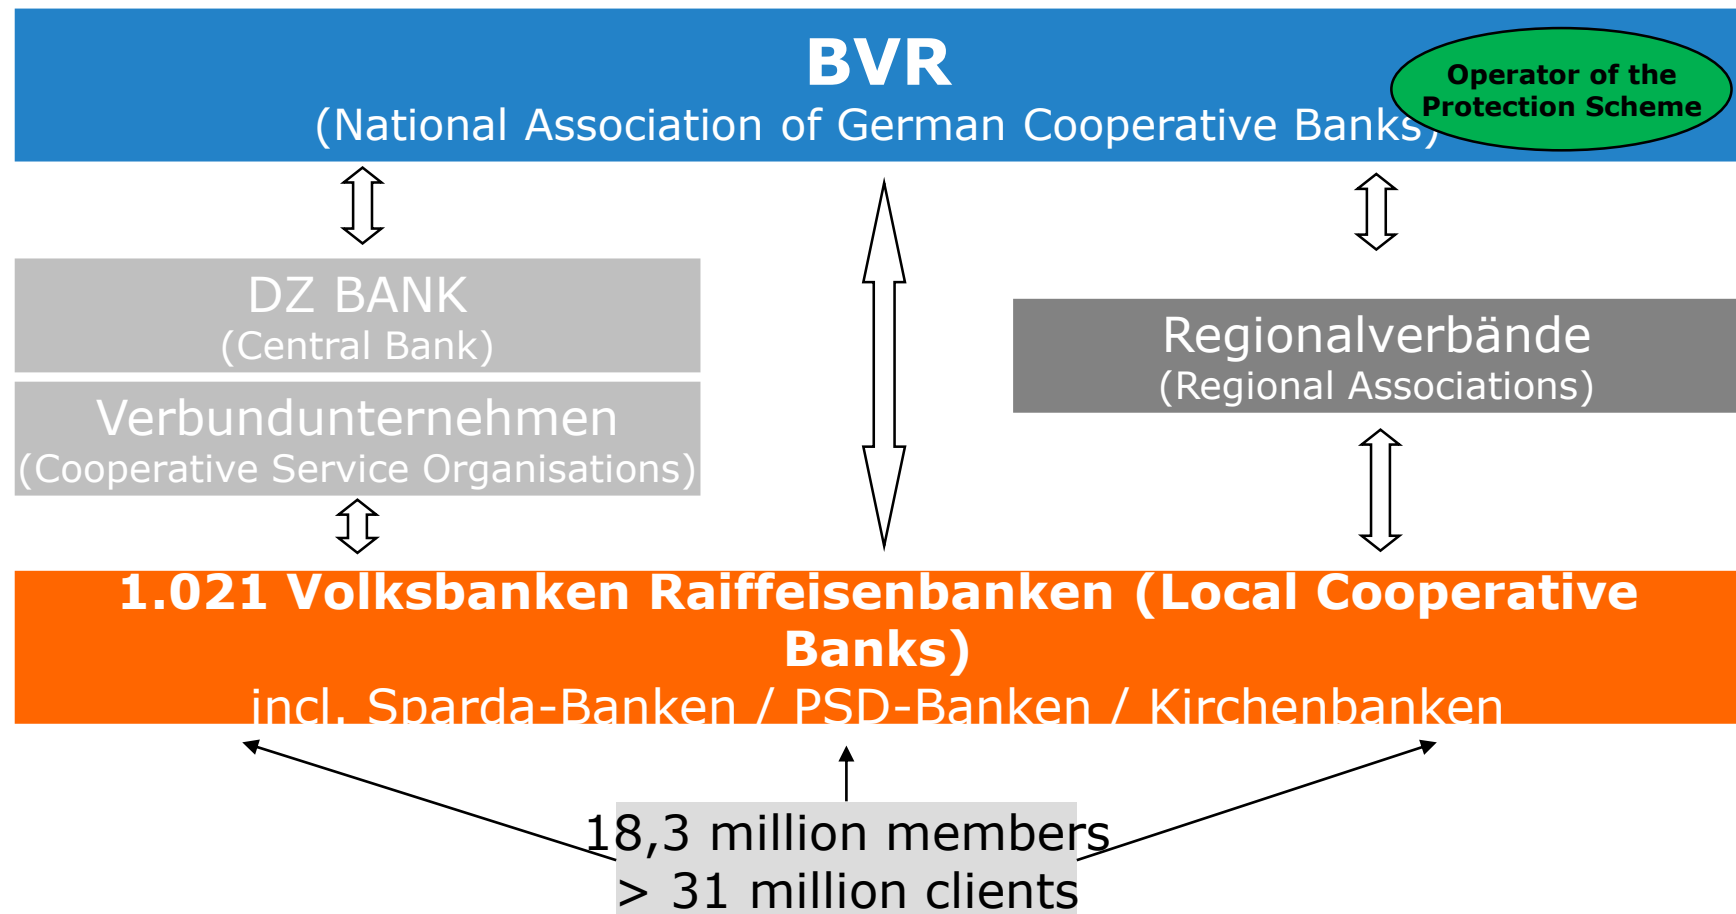 BVR
(National Association of German Cooperative Banks)
Operator of the
Protection Scheme
DZ BANK
(Central Bank)
Verbundunternehmen
(Cooperative Service Organisations)
Regionalverbände
(Regional Associations)
1.021 Volksbanken Raiffeisenbanken (Local Cooperative
Banks)
incl. Sparda-Banken / PSD-Banken / Kirchenbanken
18,3 million members
> 31 million clients